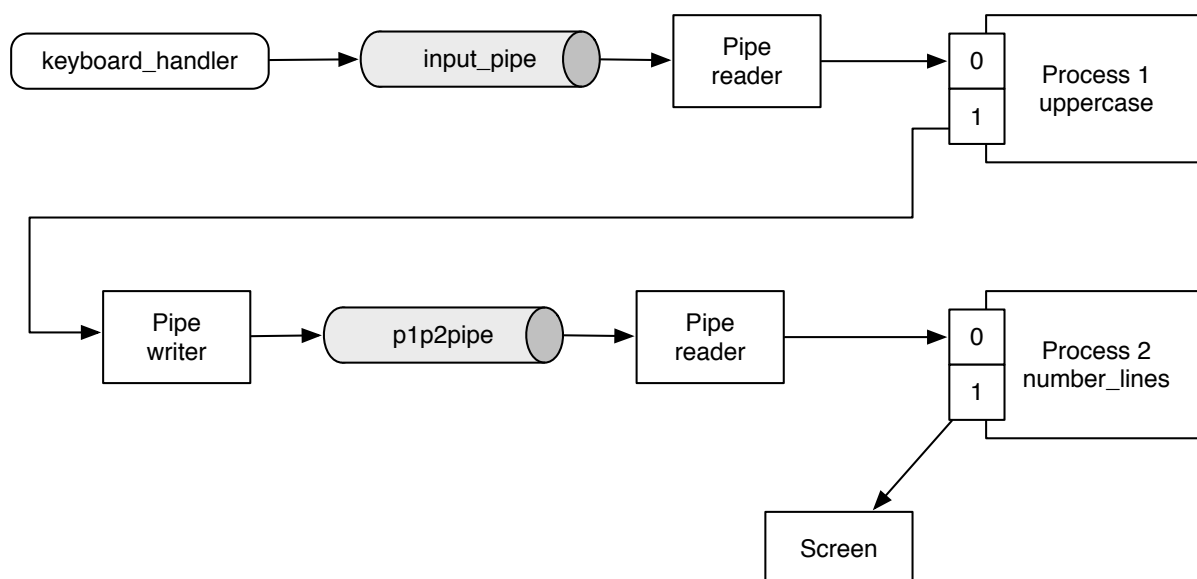 keyboard_handler
input_pipe
Pipe
reader
0
1
Process 1
uppercase
Pipe
writer
p1p2pipe
Pipe
reader
0
1
Process 2
number_lines
Screen